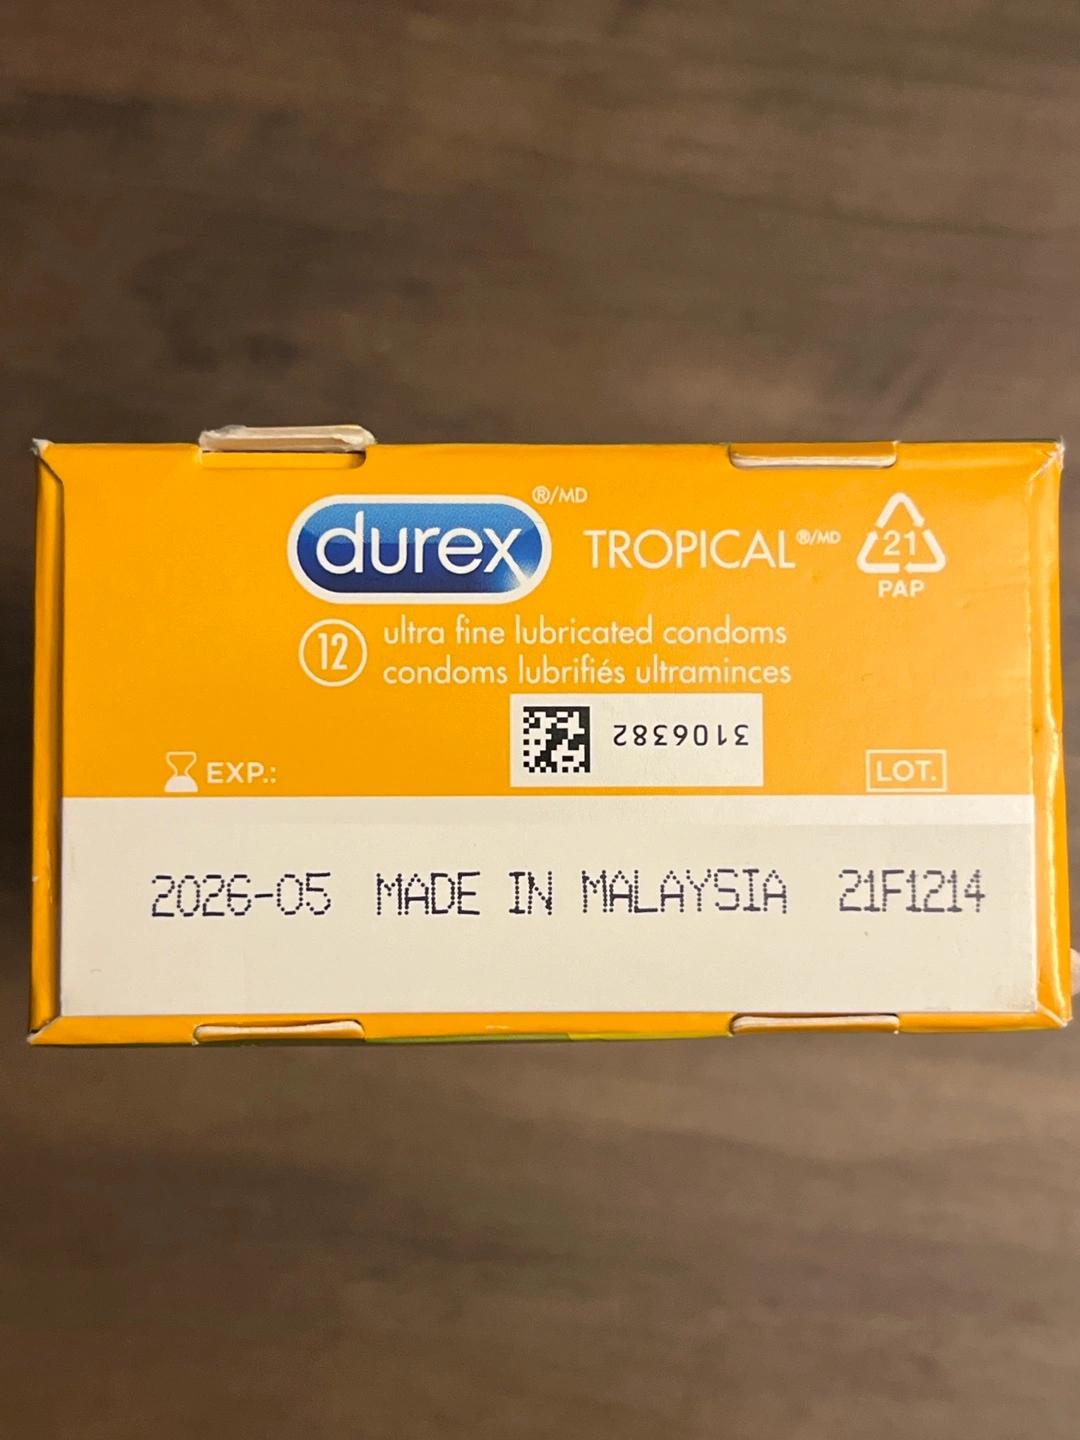 durex®/MD TROPICAL®/MD 21
PAP
12 ultra fine lubricated condoms
condoms lubrifiés ultraminces
3106382
EXP.: LOT.
2026-05 MADE IN MALAYSIA 21F1214